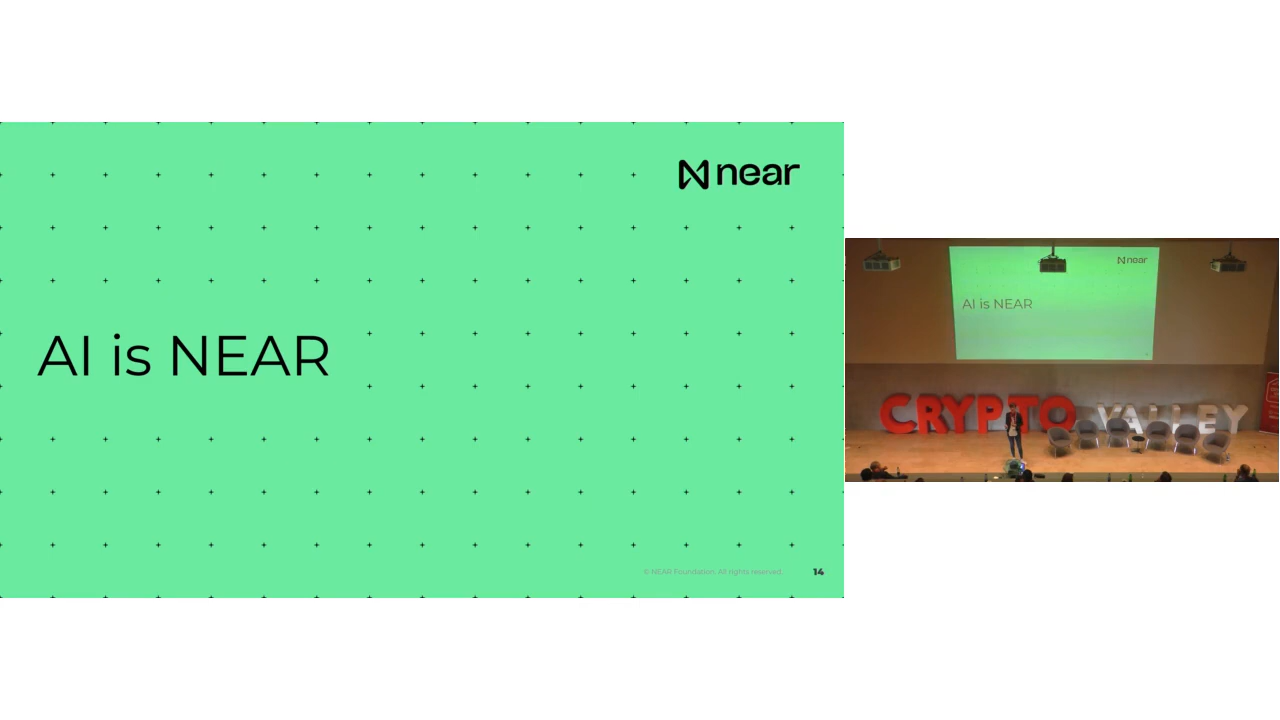 near
AI is NEAR
© NEAR Foundation. All rights reserved.
14
near
AI is NEAR
CRYPTO VALLEY